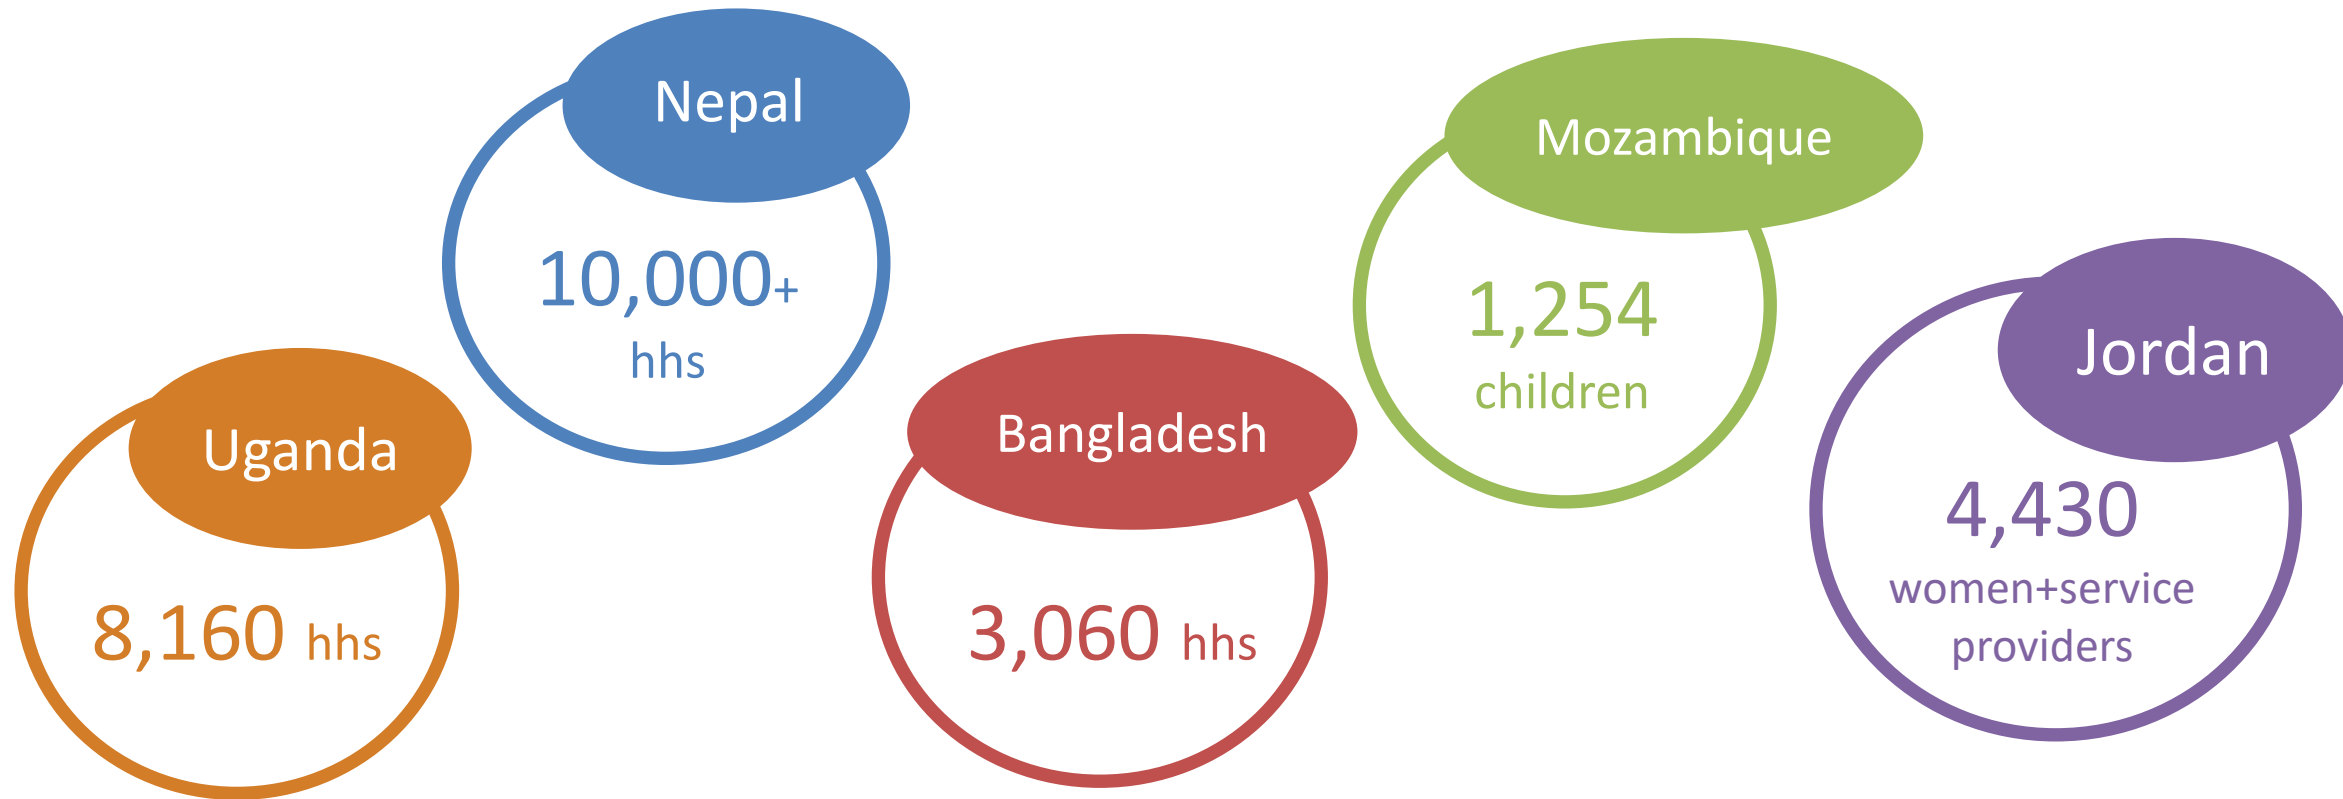 Uganda
8,160 hhs
Nepal
10,000+
hhs
Bangladesh
3,060 hhs
Mozambique
1,254
children
Jordan
4,430
women+service
providers